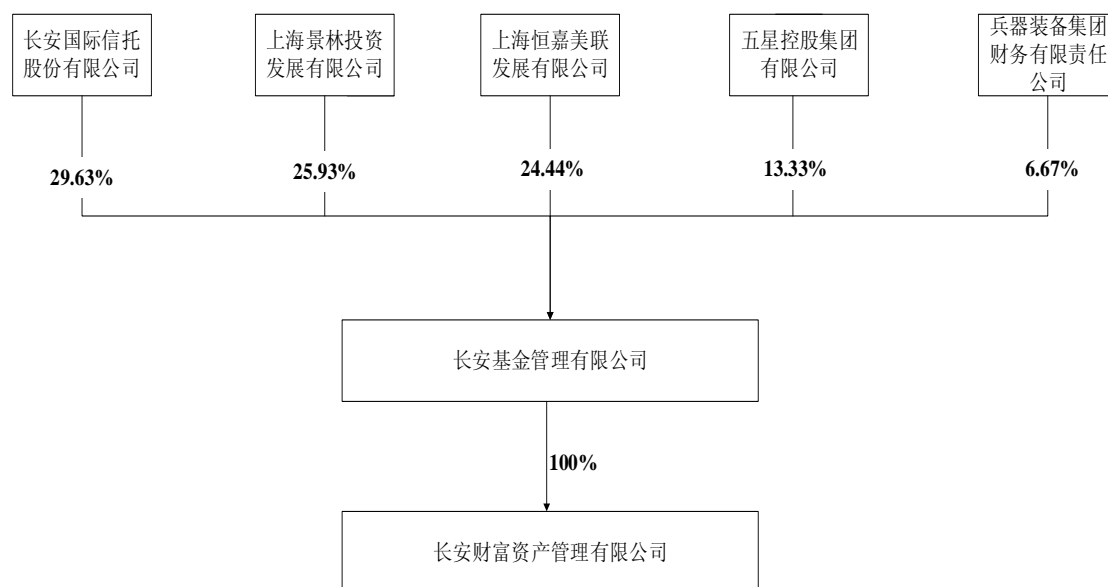 长安国际信托
股份有限公司
上海景林投资
发展有限公司
上海恒嘉美联
发展有限公司
五星控股集团
有限公司
兵器装备集团
财务有限责任
公司
29.63%
25.93%
24.44%
13.33%
6.67%
长安基金管理有限公司
100%
长安财富资产管理有限公司